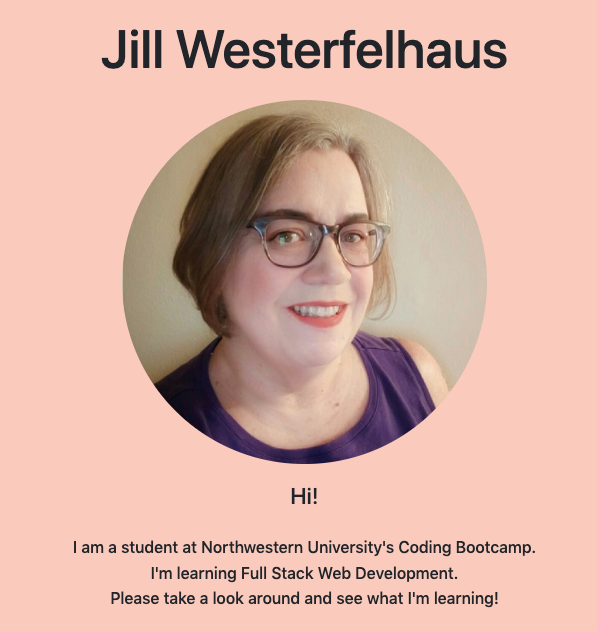 Jill Westerfelhaus
Hi!
I am a student at Northwestern University's Coding Bootcamp.
I'm learning Full Stack Web Development.
Please take a look around and see what I'm learning!